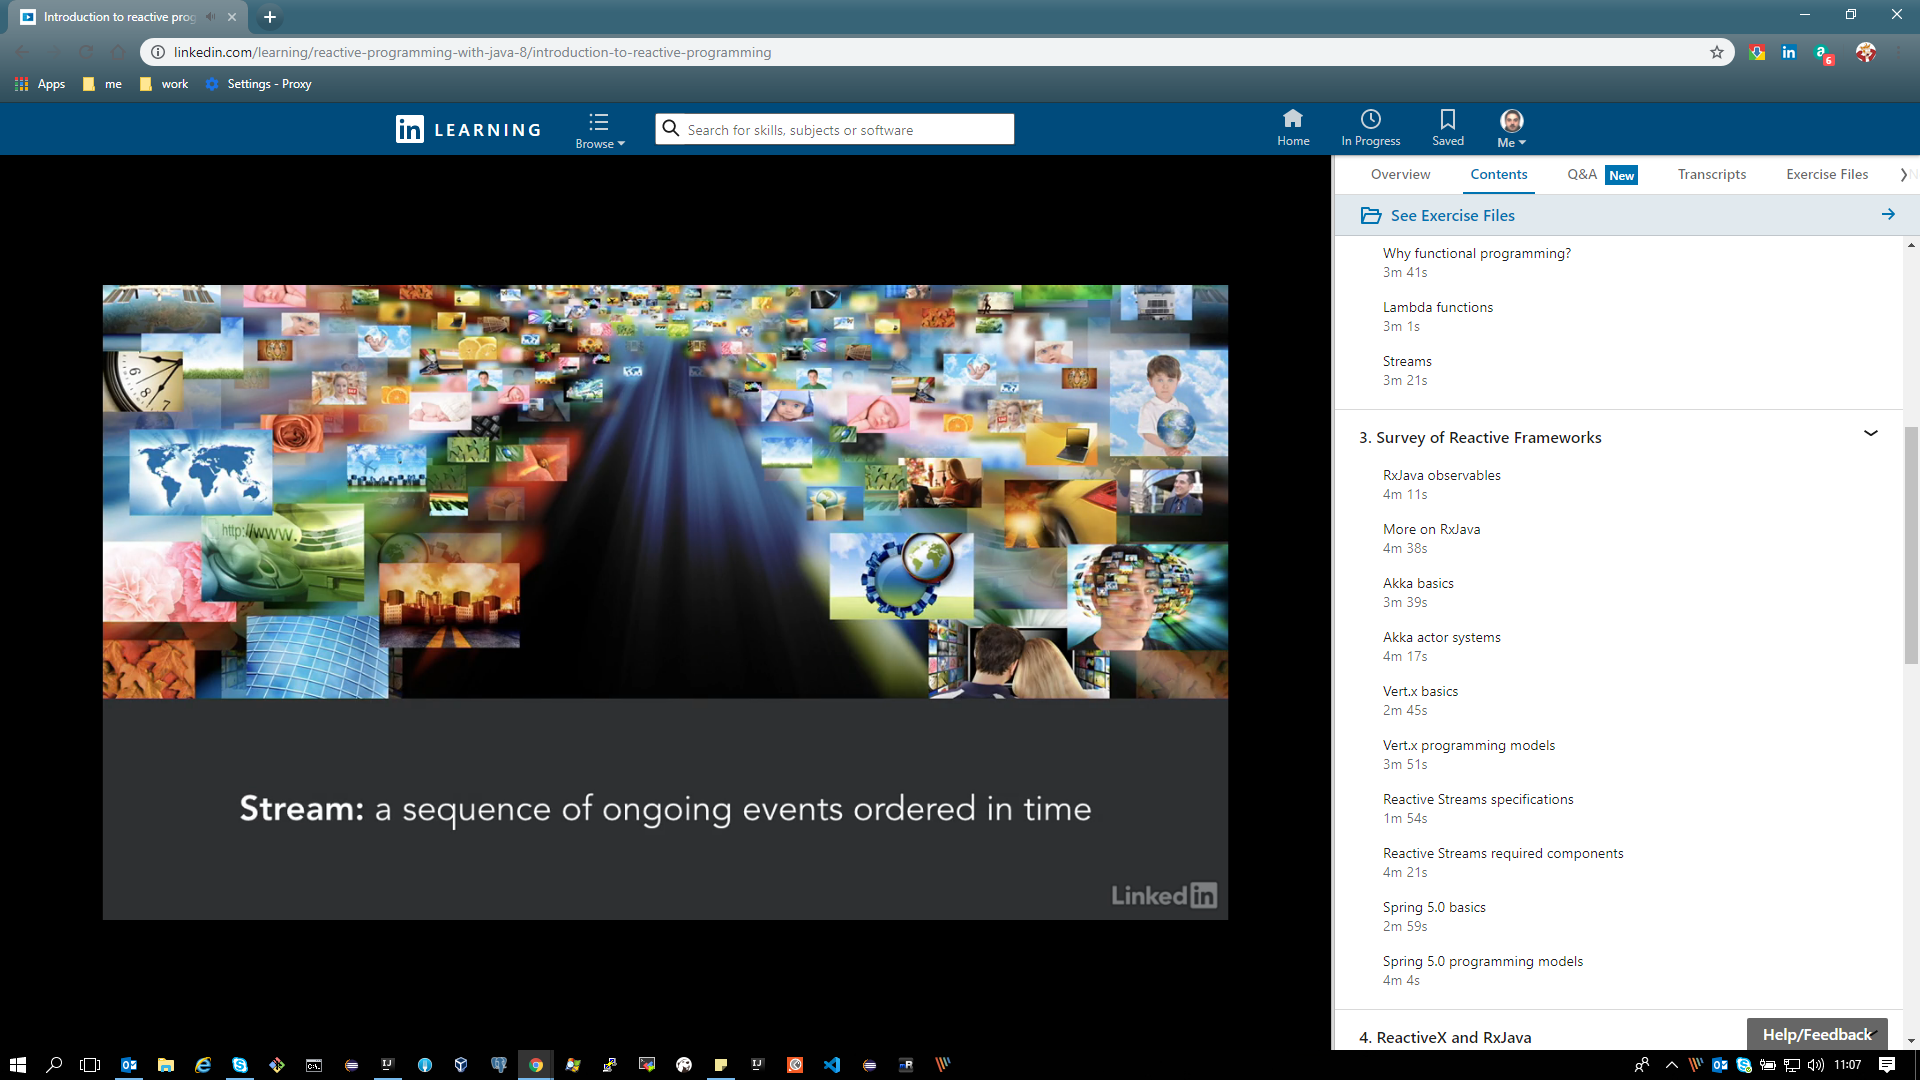 Introduction to reactive prog
linkedin.com/learning/reactive-programming-with-java-8/introduction-to-reactive-programming
6
Apps
me
work
Settings - Proxy
in LEARNING
Browse
Search for skills, subjects or software
Home
In Progress
Saved
Me
Overview
Contents
Q&A New
Transcripts
Exercise Files
See Exercise Files
Why functional programming?
3m 41s
Lambda functions
3m 1s
Streams
3m 21s
3. Survey of Reactive Frameworks
RxJava observables
4m 11s
More on RxJava
4m 38s
Akka basics
3m 39s
Akka actor systems
4m 17s
Vert.x basics
2m 45s
Vert.x programming models
3m 51s
Reactive Streams specifications
1m 54s
Reactive Streams required components
4m 21s
Spring 5.0 basics
2m 59s
Spring 5.0 programming models
4m 4s
4. ReactiveX and RxJava
Help/Feedback
http://www.
Stream: a sequence of ongoing events ordered in time
Linked in
11:07